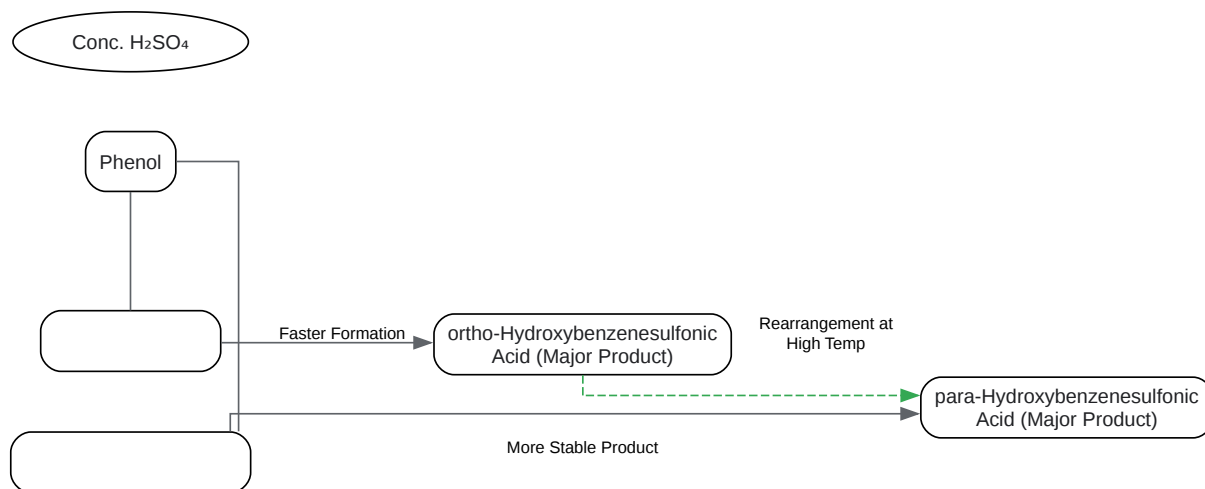 Conc. H₂SO₄
Phenol
Faster Formation
ortho-Hydroxybenzenesulfonic
Acid (Major Product)
Rearrangement at
High Temp
para-Hydroxybenzenesulfonic
Acid (Major Product)
More Stable Product